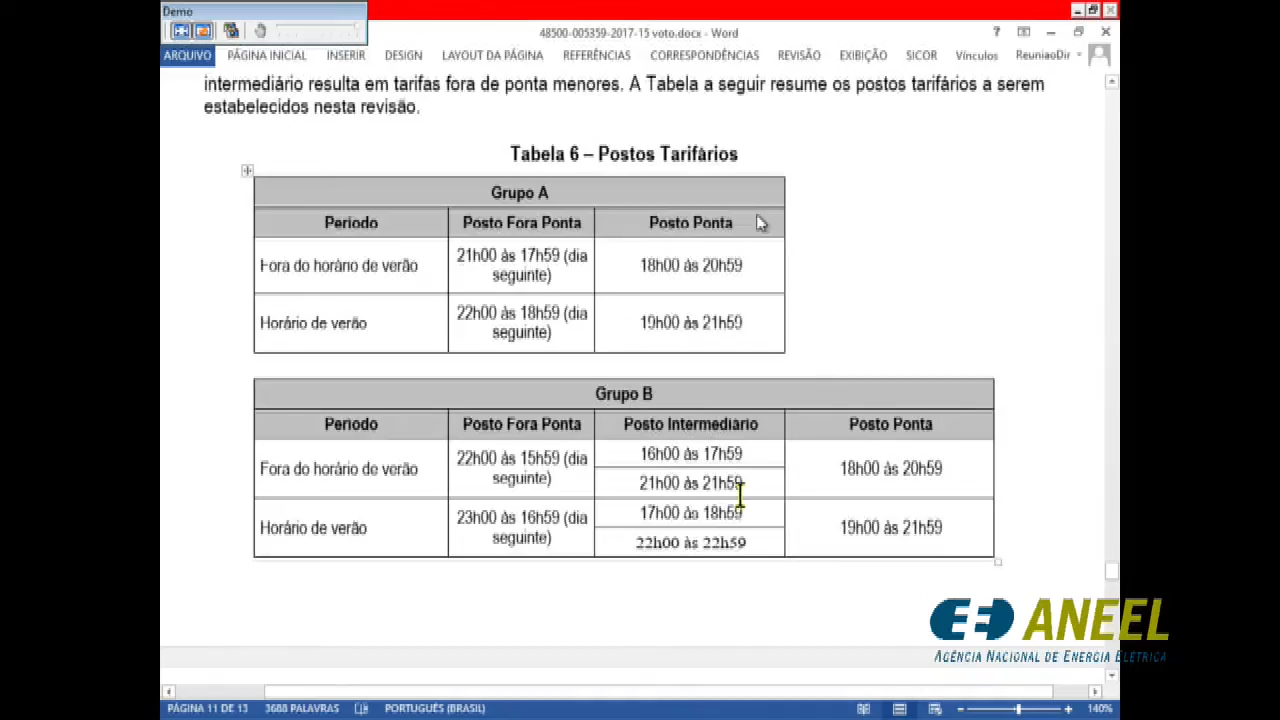 Demo
48500-005359-2017-15 voto.docx - Word
?
ARQUIVO PÁGINA INICIAL INSERIR DESIGN LAYOUT DA PÁGINA REFERÊNCIAS CORRESPONDÊNCIAS REVISÃO EXIBIÇÃO SICOR Vínculos ReuniaoDir
intermediário resulta em tarifas fora de ponta menores. A Tabela a seguir resume os postos tarifários a serem
estabelecidos nesta revisão.
Tabela 6 – Postos Tarifários
Grupo A
Período Posto Fora Ponta Posto Ponta
Fora do horário de verão 21h00 às 17h59 (dia seguinte) 18h00 às 20h59
Horário de verão 22h00 às 18h59 (dia seguinte) 19h00 às 21h59
Grupo B
Período Posto Fora Ponta Posto Intermediário Posto Ponta
Fora do horário de verão 22h00 às 15h59 (dia seguinte) 16h00 às 17h59 18h00 às 20h59
21h00 às 21h59
Horário de verão 23h00 às 16h59 (dia seguinte) 17h00 às 18h59 19h00 às 21h59
22h00 às 22h59
ANEEL
AGÊNCIA NACIONAL DE ENERGIA ELÉTRICA
PÁGINA 11 DE 13 3688 PALAVRAS PORTUGUÊS (BRASIL) 140%